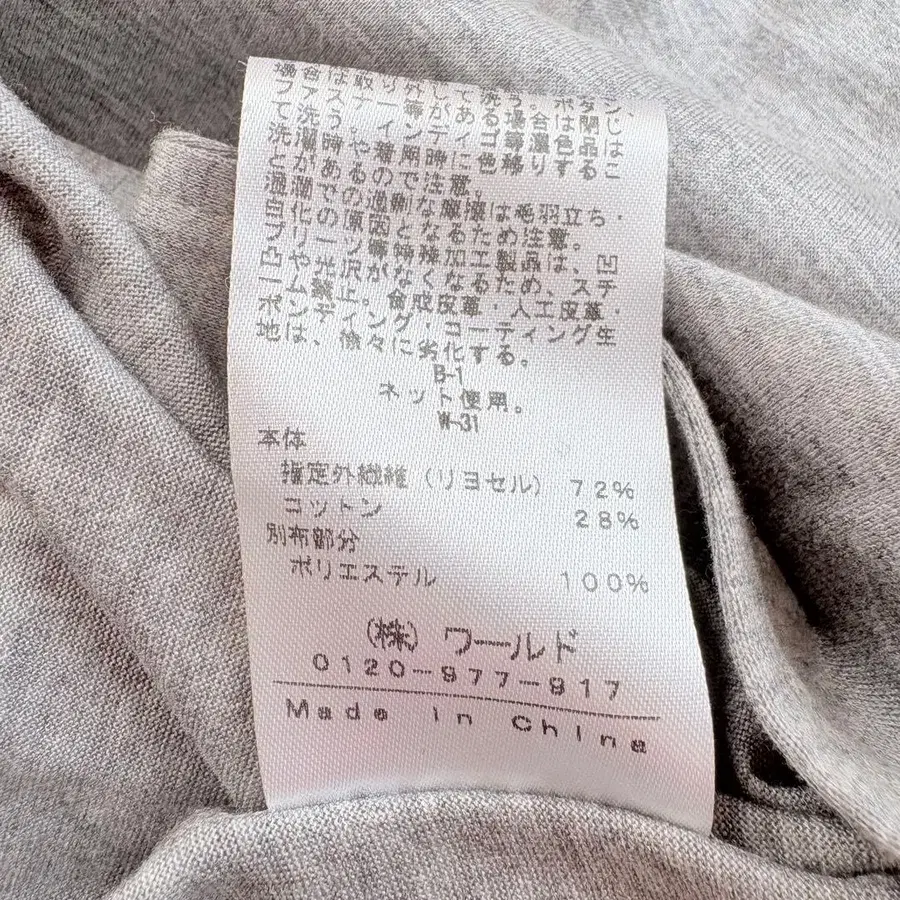 場合は取り外して洗う。ボタン、
ファスナー等がある場合は閉じ
て洗う。インディゴ等濃色品は
洗濯時や着用時に色移りするこ
とがあるので注意。
湿潤での過剰な摩擦は毛羽立ち・
白化の原因となるため注意。
プリーツ等特殊加工製品は、凹
凸や光沢がなくなるため、スチ
ーム禁止。合成皮革・人工皮革・
ボンディング・コーティング生
地は、徐々に劣化する。
B-1
ネット使用。
W-31
本体
指定外繊維(リヨセル) 72%
コットン 28%
別布部分
ポリエステル 100%
(株)ワールド
0120-977-917
Made in China